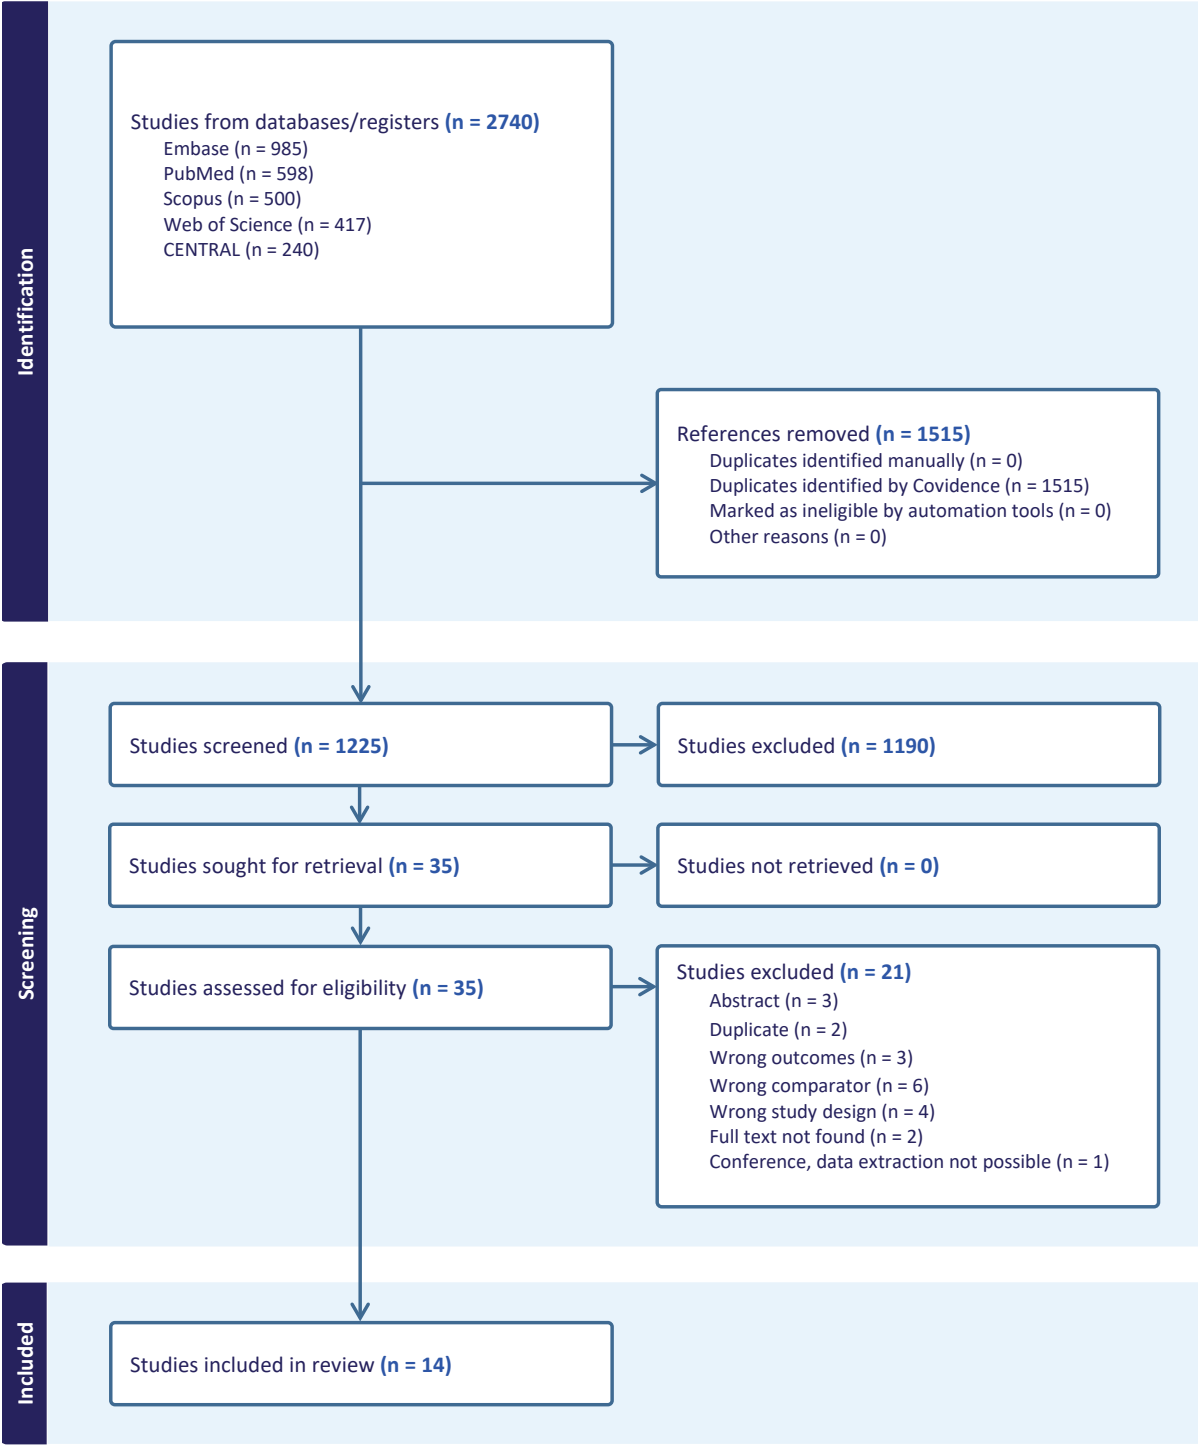 Identification
Studies from databases/registers (n = 2740)
Embase (n = 985)
PubMed (n = 598)
Scopus (n = 500)
Web of Science (n = 417)
CENTRAL (n = 240)
References removed (n = 1515)
Duplicates identified manually (n = 0)
Duplicates identified by Covidence (n = 1515)
Marked as ineligible by automation tools (n = 0)
Other reasons (n = 0)
Screening
Studies screened (n = 1225)
Studies excluded (n = 1190)
Studies sought for retrieval (n = 35)
Studies not retrieved (n = 0)
Studies assessed for eligibility (n = 35)
Studies excluded (n = 21)
Abstract (n = 3)
Duplicate (n = 2)
Wrong outcomes (n = 3)
Wrong comparator (n = 6)
Wrong study design (n = 4)
Full text not found (n = 2)
Conference, data extraction not possible (n = 1)
Included
Studies included in review (n = 14)